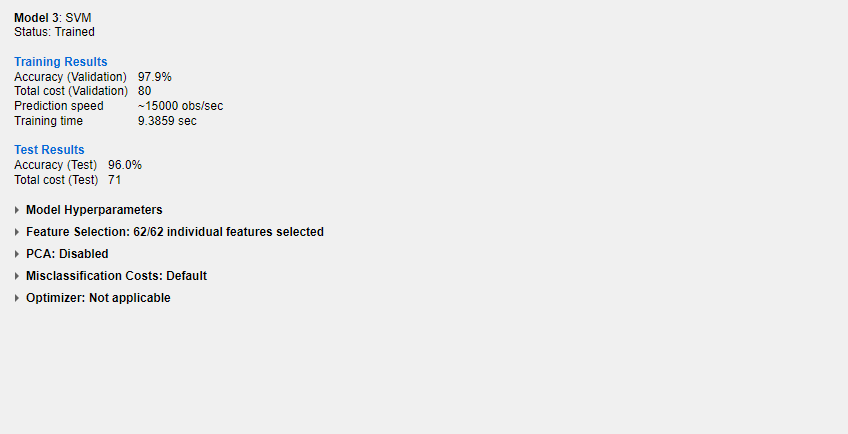 Model 3: SVM
Status: Trained
Training Results
Accuracy (Validation) 97.9%
Total cost (Validation) 80
Prediction speed ~15000 obs/sec
Training time 9.3859 sec
Test Results
Accuracy (Test) 96.0%
Total cost (Test) 71
Model Hyperparameters
Feature Selection: 62/62 individual features selected
PCA: Disabled
Misclassification Costs: Default
Optimizer: Not applicable